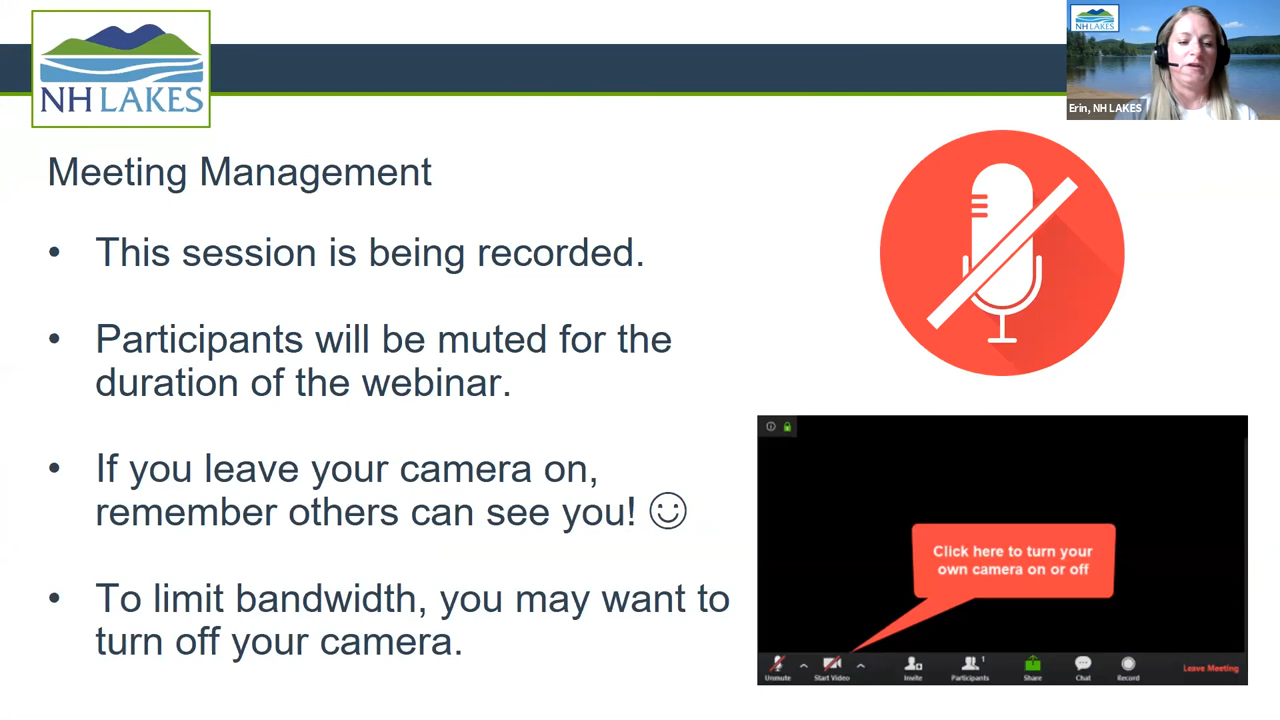 NH LAKES
NH LAKES
Erin, NH LAKES
Meeting Management
• This session is being recorded.
• Participants will be muted for the
duration of the webinar.
• If you leave your camera on,
remember others can see you! ☺
• To limit bandwidth, you may want to
turn off your camera.
Click here to turn your
own camera on or off
Unmute Start Video Invite Participants 1 Share Chat Record Leave Meeting